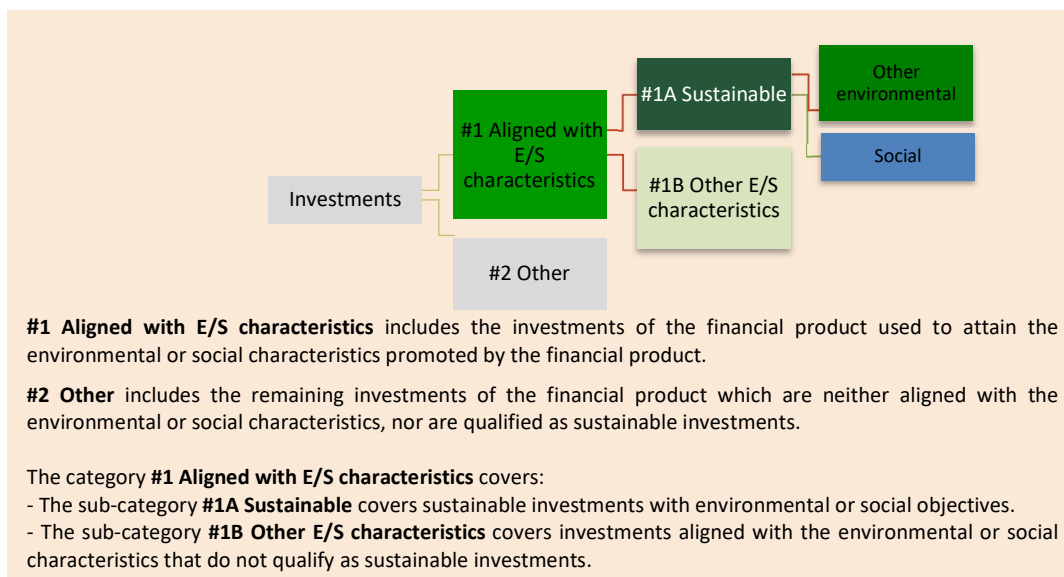 Investments
#1 Aligned with
E/S
characteristics
#2 Other
#1A Sustainable
#1B Other E/S
characteristics
Other
environmental
Social
#1 Aligned with E/S characteristics includes the investments of the financial product used to attain the
environmental or social characteristics promoted by the financial product.
#2 Other includes the remaining investments of the financial product which are neither aligned with the
environmental or social characteristics, nor are qualified as sustainable investments.
The category #1 Aligned with E/S characteristics covers:
- The sub-category #1A Sustainable covers sustainable investments with environmental or social objectives.
- The sub-category #1B Other E/S characteristics covers investments aligned with the environmental or social
characteristics that do not qualify as sustainable investments.